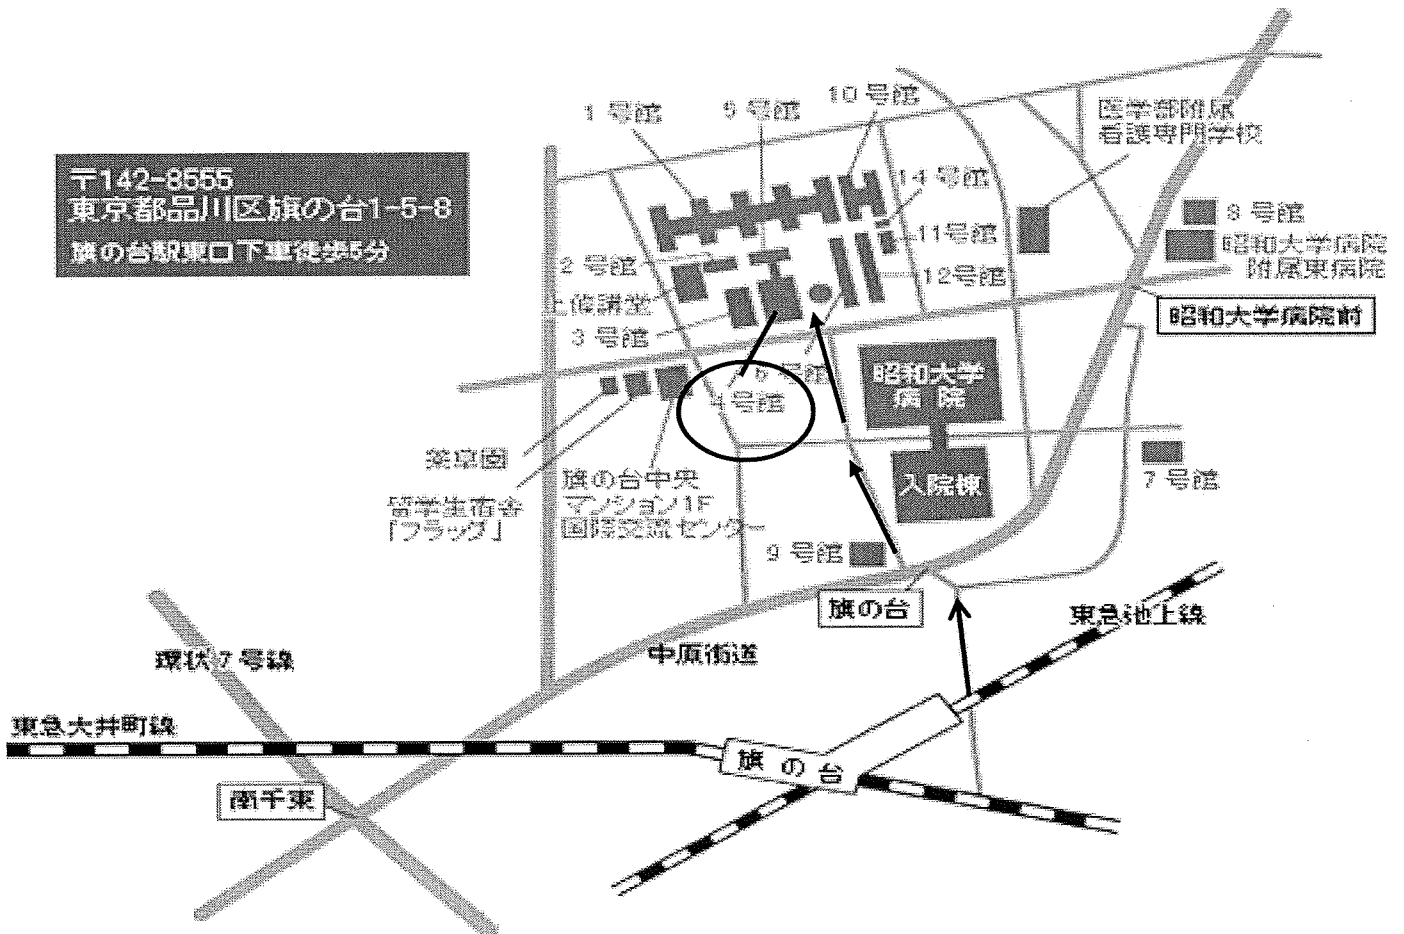 〒142-8555
東京都品川区旗の台1-5-8
旗の台駅東口下車徒歩5分
1 号館
5 号館
10 号館
医学部附属
看護専門学校
14 号館
11号館
12号館
8 号館
昭和大学病院
附属東病院
昭和大学病院前
2 号館
上條講堂
3 号館
6 号館
4 号館
昭和大学
病 院
入院棟
7 号館
薬草園
留学生宿舎
「フラッグ」
旗の台中央
マンション1F
国際交流センター
9 号館
旗の台
東急池上線
中原街道
環状7号線
東急大井町線
旗 の 台
南千束